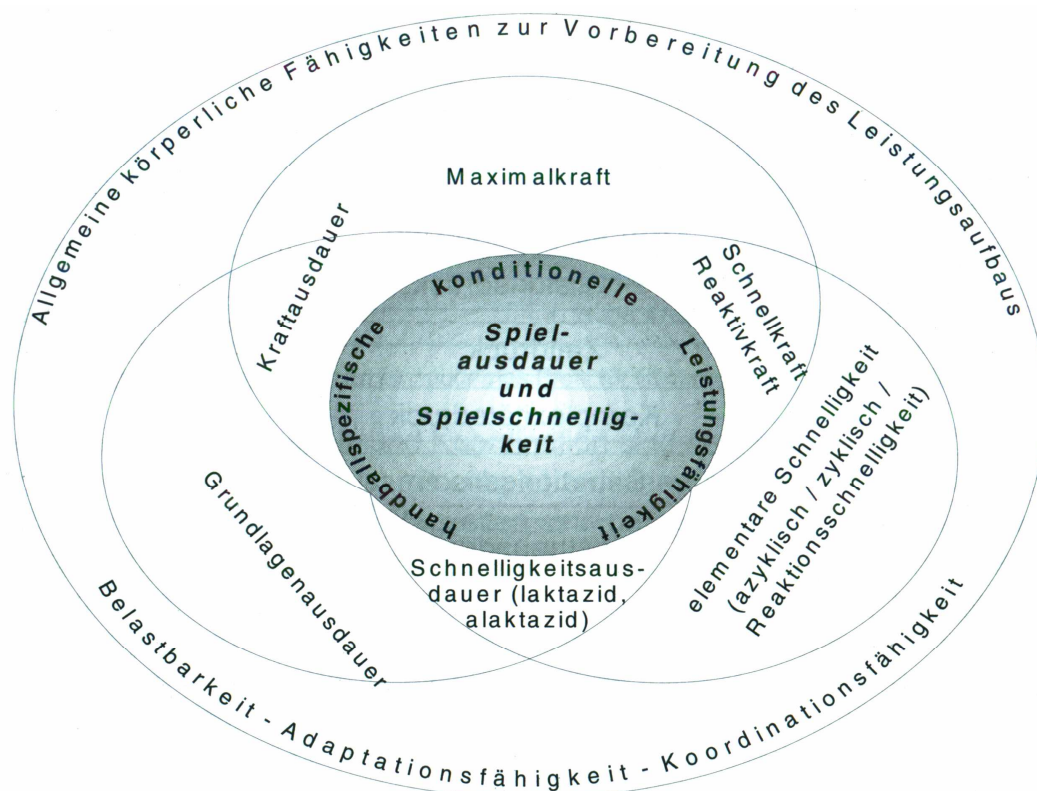 Allgemeine körperliche Fähigkeiten zur Vorbereitung des Leistungsaufbaus
Maximalkraft
Kraftausdauer
Schnellkraft
Reaktivkraft
handballspezifische konditionelle Leistungsfähigkeit
Spiel-
ausdauer
und
Spielschnellig-
keit
Grundlagenausdauer
Schnelligkeitsaus-
dauer (laktazid,
alaktazid)
elementare Schnelligkeit
(azyklisch / zyklisch /
Reaktionsschnelligkeit)
Belastbarkeit - Adaptationsfähigkeit - Koordinationsfähigkeit